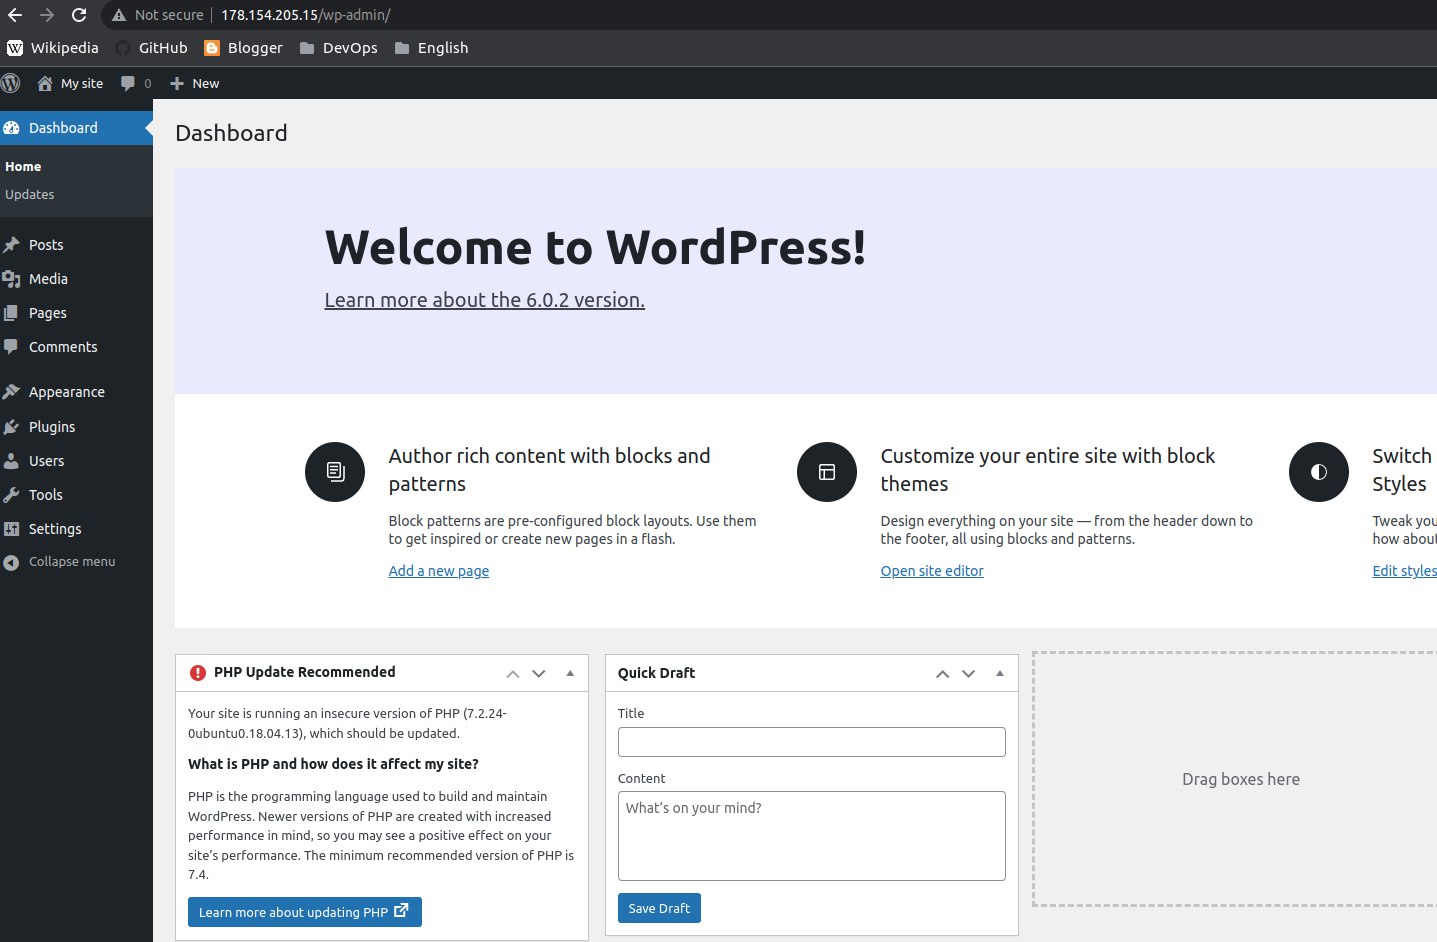 Not secure | 178.154.205.15/wp-admin/
Wikipedia GitHub Blogger DevOps English
My site 0 New
Dashboard
Home
Updates
Posts
Media
Pages
Comments
Appearance
Plugins
Users
Tools
Settings
Collapse menu
Dashboard
Welcome to WordPress!
Learn more about the 6.0.2 version.
Author rich content with blocks and
patterns
Block patterns are pre-configured block layouts. Use them
to get inspired or create new pages in a flash.
Add a new page
Customize your entire site with block
themes
Design everything on your site — from the header down to
the footer, all using blocks and patterns.
Open site editor
Switch
Styles
Tweak you
how about
Edit styles
PHP Update Recommended
Your site is running an insecure version of PHP (7.2.24-
0ubuntu0.18.04.13), which should be updated.
What is PHP and how does it affect my site?
PHP is the programming language used to build and maintain
WordPress. Newer versions of PHP are created with increased
performance in mind, so you may see a positive effect on your
site’s performance. The minimum recommended version of PHP is
7.4.
Learn more about updating PHP
Quick Draft
Title
Content
What’s on your mind?
Save Draft
Drag boxes here